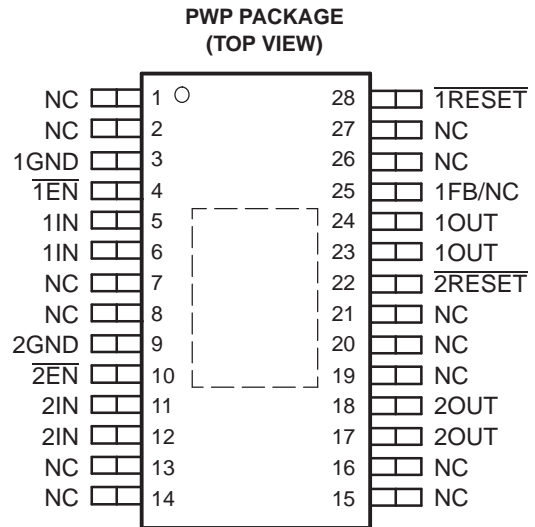 PWP PACKAGE
(TOP VIEW)
NC 1 28 1RESET
NC 2 27 NC
1GND 3 26 NC
1EN 4 25 1FB/NC
1IN 5 24 1OUT
1IN 6 23 1OUT
NC 7 22 2RESET
NC 8 21 NC
2GND 9 20 NC
2EN 10 19 NC
2IN 11 18 2OUT
2IN 12 17 2OUT
NC 13 16 NC
NC 14 15 NC